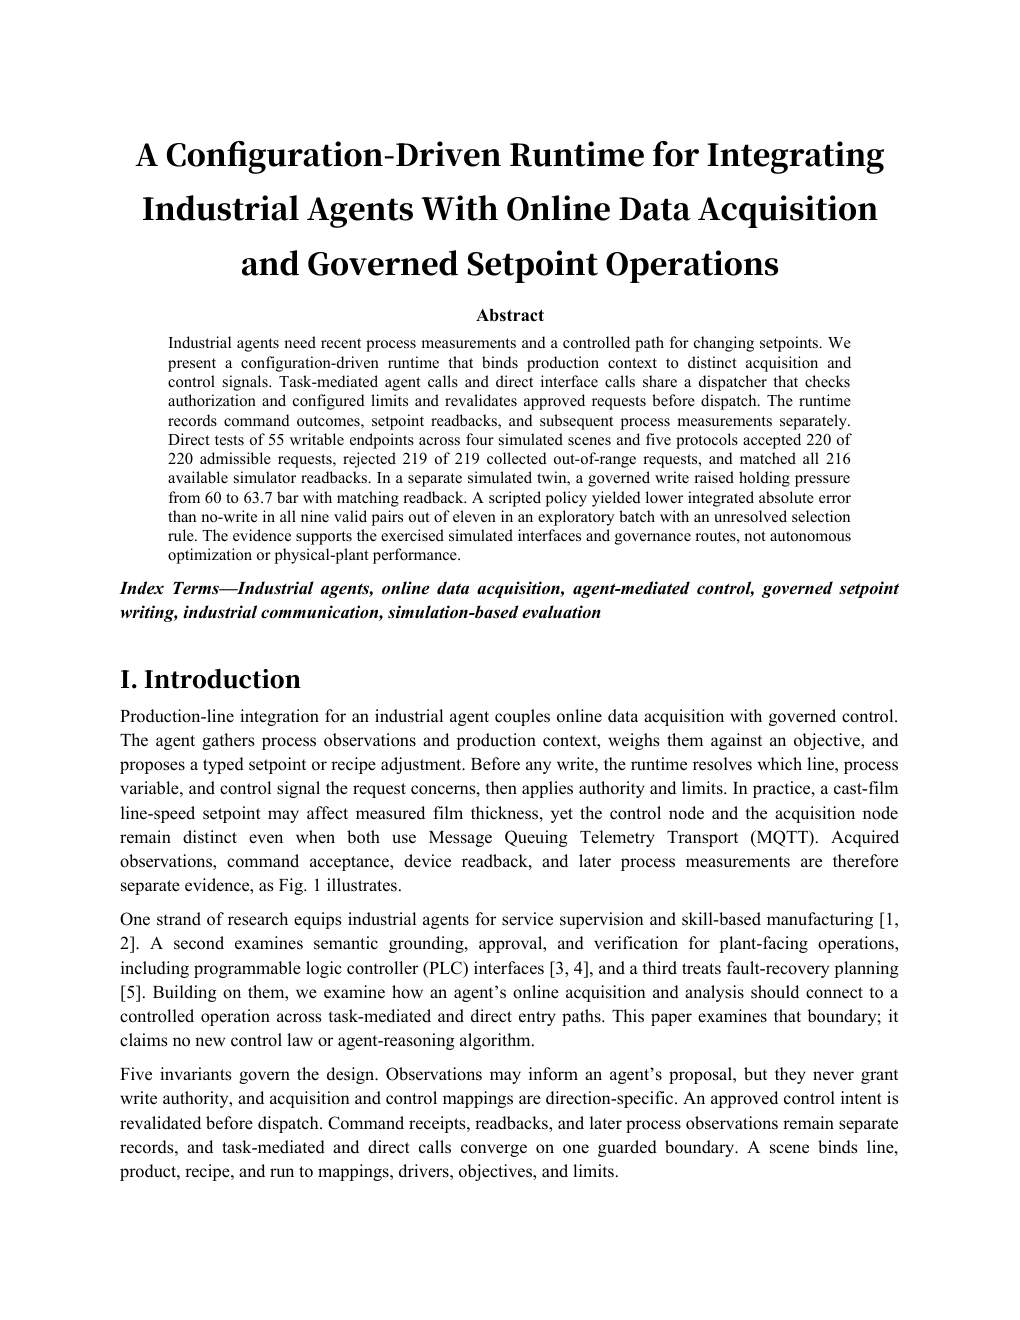 A Configuration-Driven Runtime for Integrating
Industrial Agents With Online Data Acquisition
and Governed Setpoint Operations
Abstract
Industrial agents need recent process measurements and a controlled path for changing setpoints. We
present a configuration-driven runtime that binds production context to distinct acquisition and
control signals. Task-mediated agent calls and direct interface calls share a dispatcher that checks
authorization and configured limits and revalidates approved requests before dispatch. The runtime
records command outcomes, setpoint readbacks, and subsequent process measurements separately.
Direct tests of 55 writable endpoints across four simulated scenes and five protocols accepted 220 of
220 admissible requests, rejected 219 of 219 collected out-of-range requests, and matched all 216
available simulator readbacks. In a separate simulated twin, a governed write raised holding pressure
from 60 to 63.7 bar with matching readback. A scripted policy yielded lower integrated absolute error
than no-write in all nine valid pairs out of eleven in an exploratory batch with an unresolved selection
rule. The evidence supports the exercised simulated interfaces and governance routes, not autonomous
optimization or physical-plant performance.
Index Terms—Industrial agents, online data acquisition, agent-mediated control, governed setpoint
writing, industrial communication, simulation-based evaluation
I. Introduction
Production-line integration for an industrial agent couples online data acquisition with governed control.
The agent gathers process observations and production context, weighs them against an objective, and
proposes a typed setpoint or recipe adjustment. Before any write, the runtime resolves which line, process
variable, and control signal the request concerns, then applies authority and limits. In practice, a cast-film
line-speed setpoint may affect measured film thickness, yet the control node and the acquisition node
remain distinct even when both use Message Queuing Telemetry Transport (MQTT). Acquired
observations, command acceptance, device readback, and later process measurements are therefore
separate evidence, as Fig. 1 illustrates.
One strand of research equips industrial agents for service supervision and skill-based manufacturing [1,
2]. A second examines semantic grounding, approval, and verification for plant-facing operations,
including programmable logic controller (PLC) interfaces [3, 4], and a third treats fault-recovery planning
[5]. Building on them, we examine how an agent’s online acquisition and analysis should connect to a
controlled operation across task-mediated and direct entry paths. This paper examines that boundary; it
claims no new control law or agent-reasoning algorithm.
Five invariants govern the design. Observations may inform an agent’s proposal, but they never grant
write authority, and acquisition and control mappings are direction-specific. An approved control intent is
revalidated before dispatch. Command receipts, readbacks, and later process observations remain separate
records, and task-mediated and direct calls converge on one guarded boundary. A scene binds line,
product, recipe, and run to mappings, drivers, objectives, and limits.